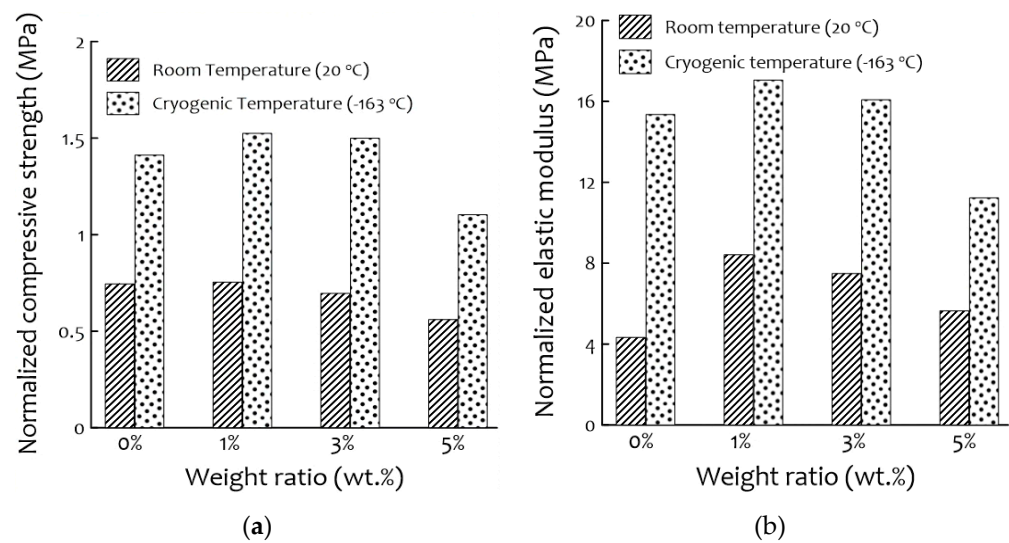 Normalized compressive strength (MPa)
2
1.5
1
0.5
0
Room Temperature (20 °C)
Cryogenic Temperature (-163 °C)
0% 1% 3% 5%
Weight ratio (wt.%)
(a)
Normalized elastic modulus (MPa)
20
16
12
8
4
0
Room temperature (20 °C)
Cryogenic temperature (-163 °C)
0% 1% 3% 5%
Weight ratio (wt.%)
(b)